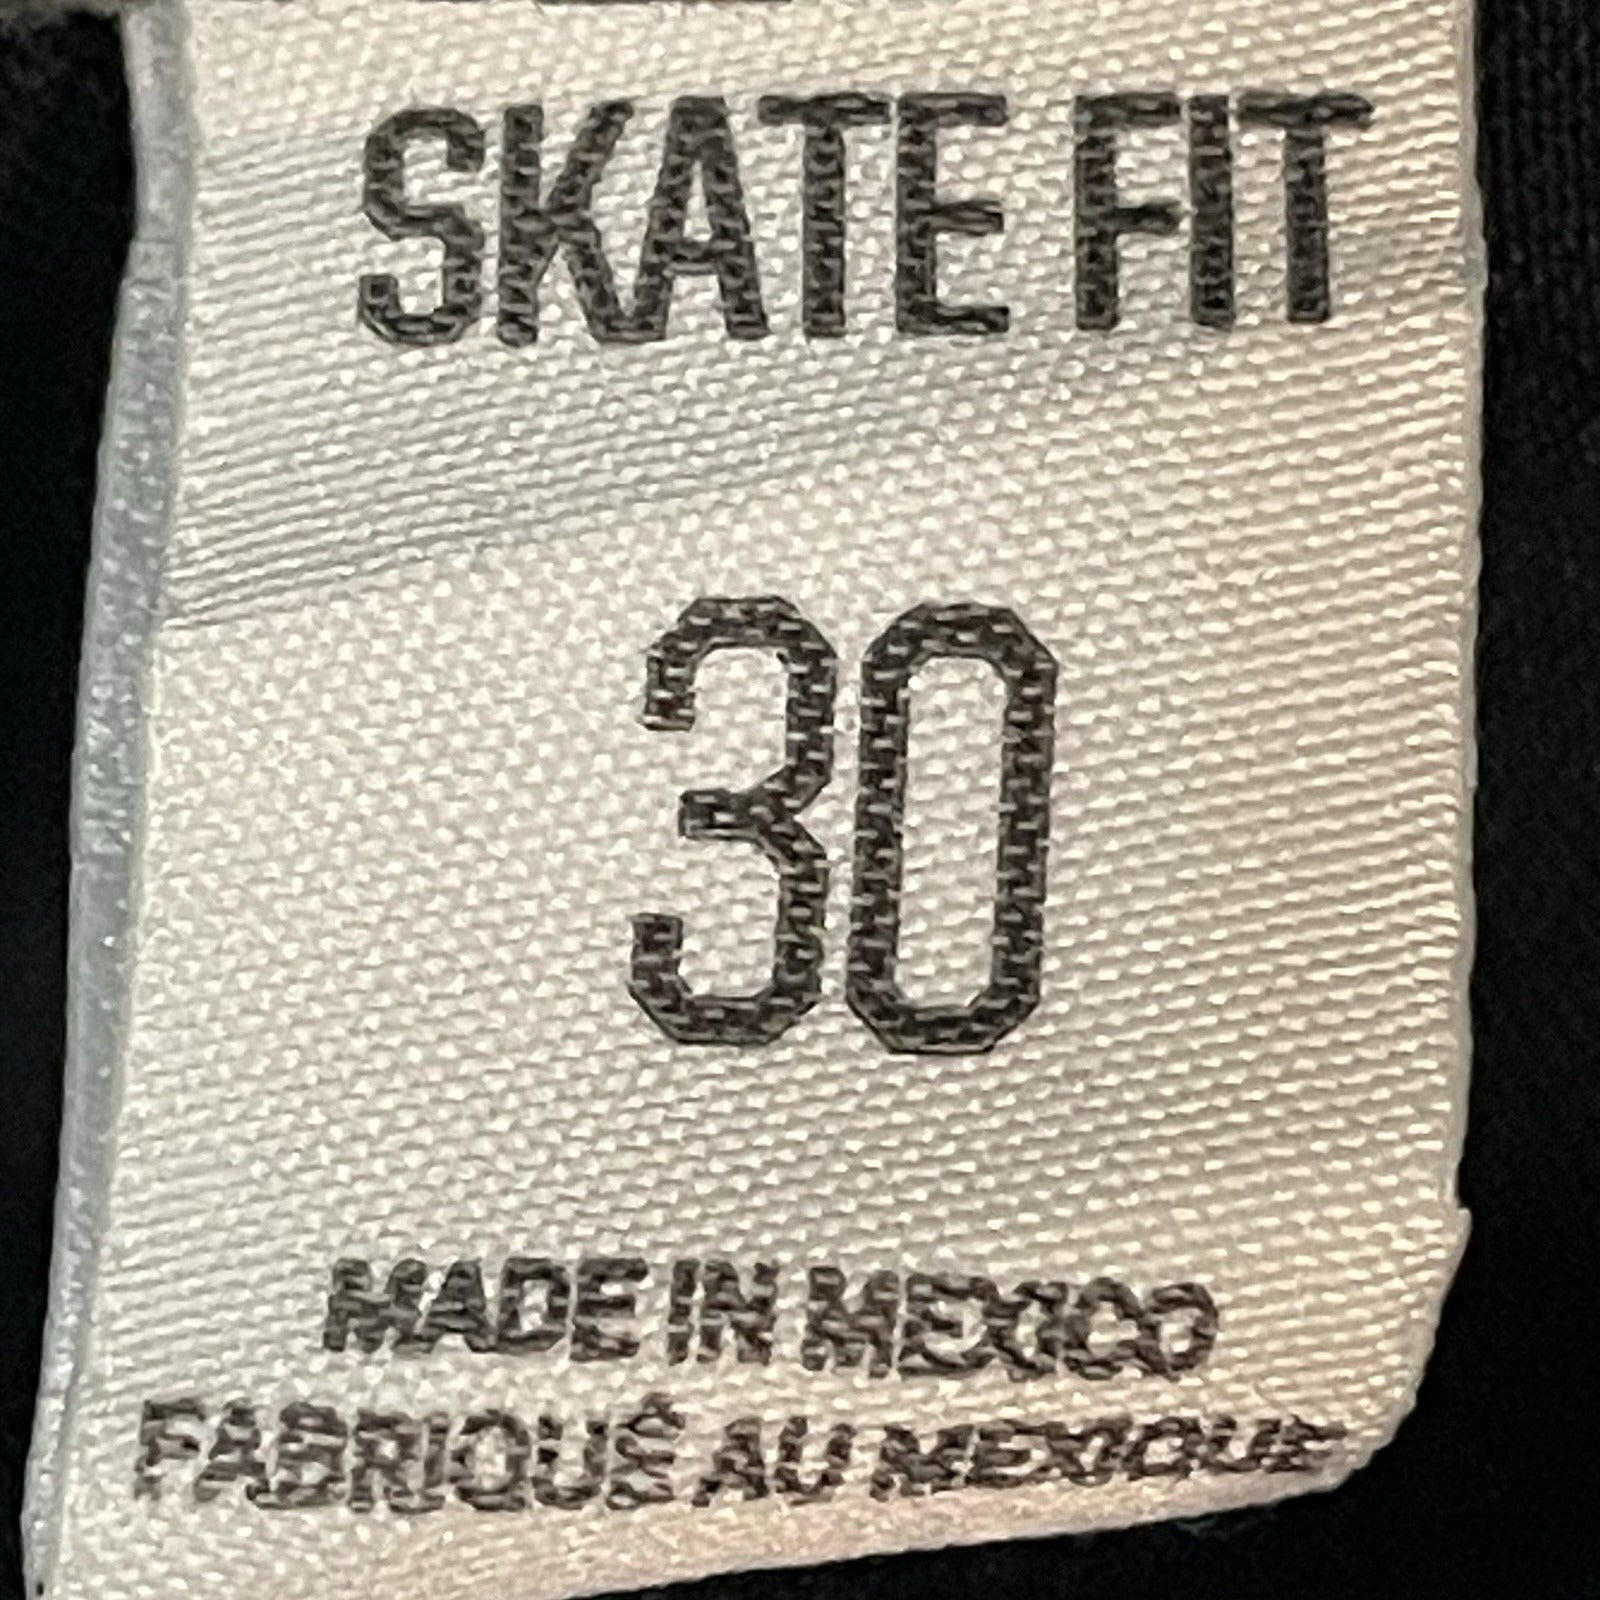 SKATE FIT
30
MADE IN MEXICO
FABRIQUÉ AU MEXIQUE